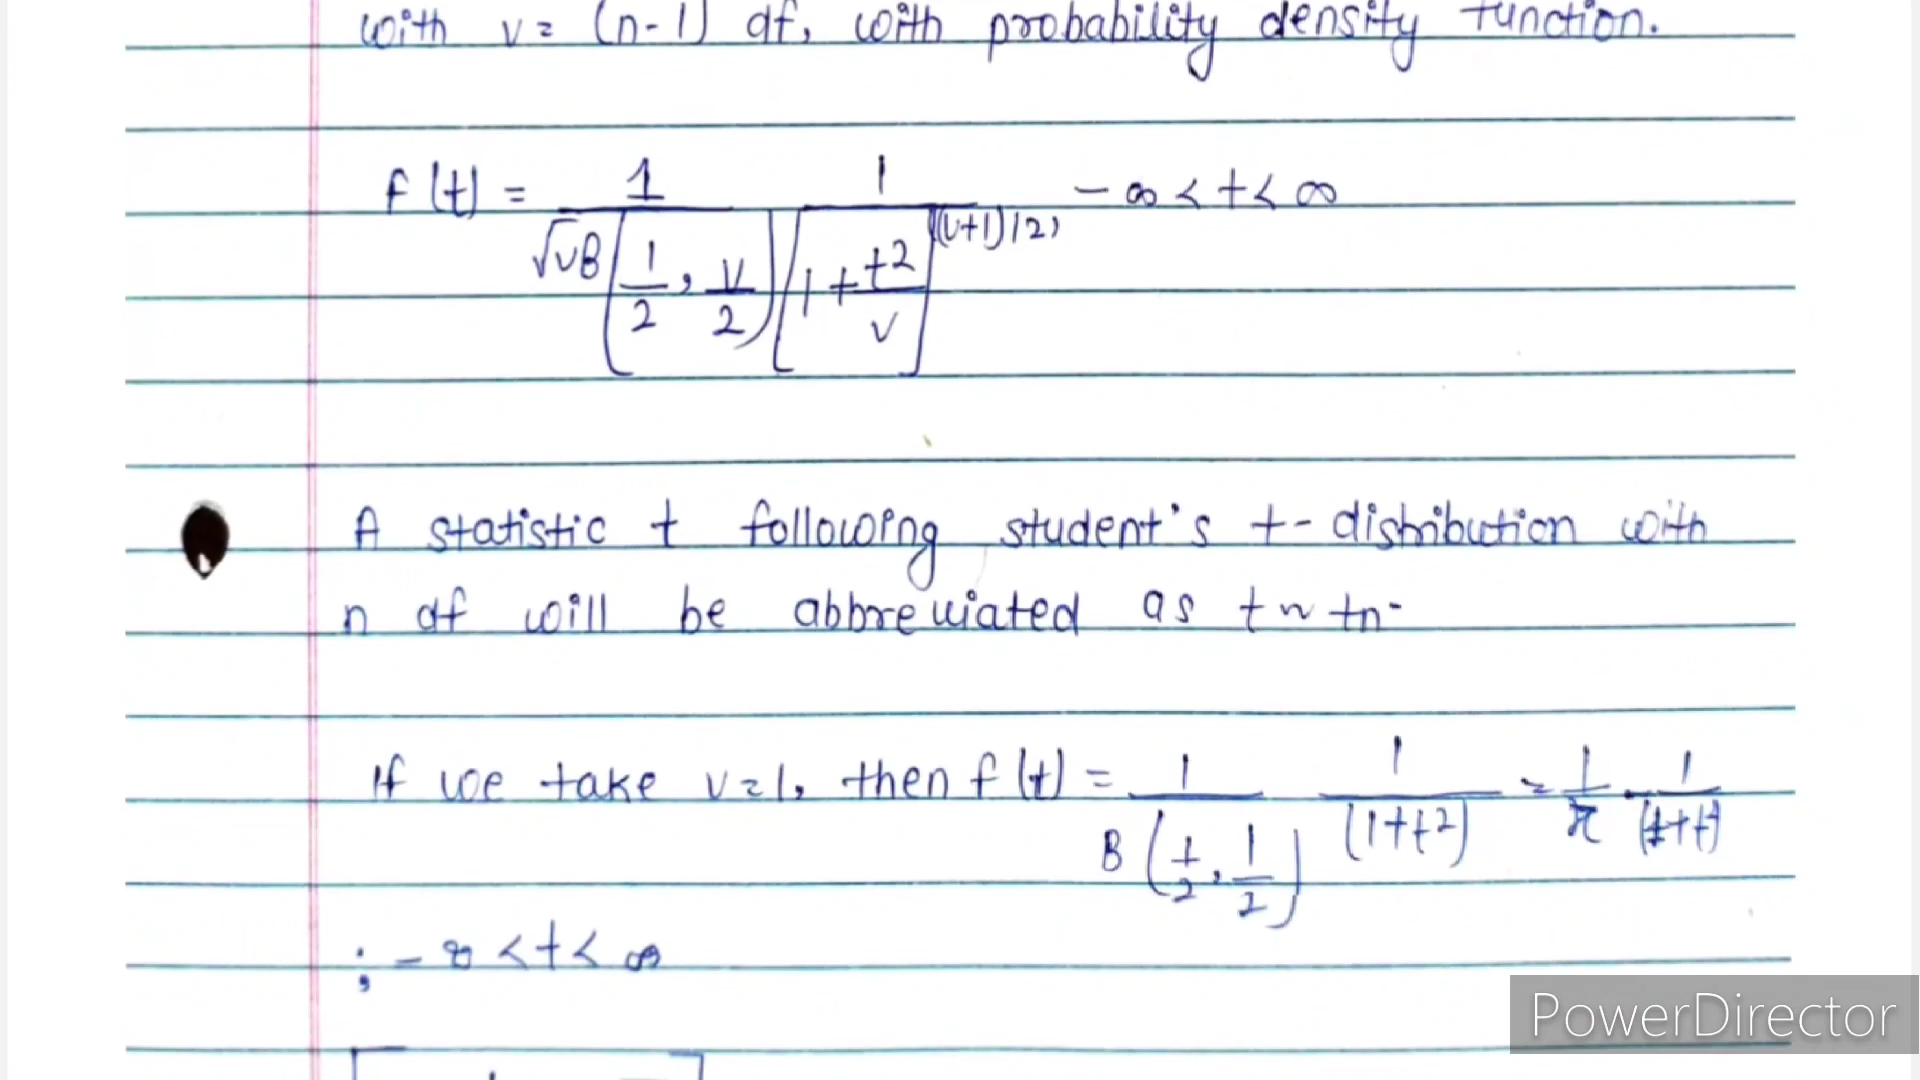 with v = (n-1) df, with probability density function.
f(t) = 1 / √v B(1/2, v/2) 1 / [1 + t²/v]^((v+1)/2), -∞ < t < ∞
A statistic t following student's t-distribution with
n df will be abbreviated as t ~ tn.
If we take v=1, then f(t) = 1 / B(1/2, 1/2) 1 / (1+t²) = 1/π . 1 / (1+t²)
; -∞ < t < ∞
PowerDirector